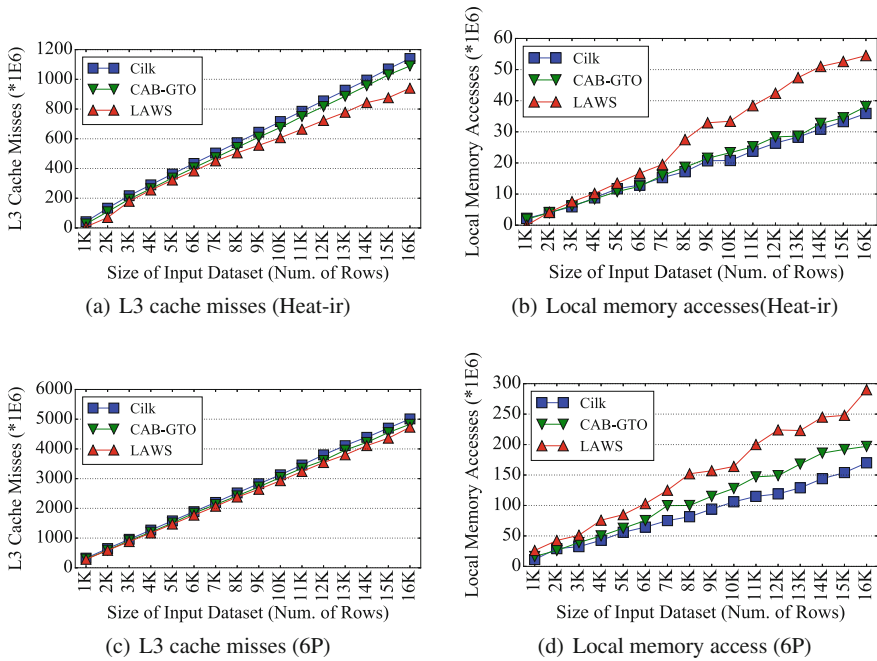 L3 Cache Misses (*1E6)
1200
1000
800
600
400
200
0
Cilk
CAB-GTO
LAWS
1K 2K 3K 4K 5K 6K 7K 8K 9K 10K 11K 12K 13K 14K 15K 16K
Size of Input Dataset (Num. of Rows)
(a) L3 cache misses (Heat-ir)
Local Memory Accesses (*1E6)
60
50
40
30
20
10
0
Cilk
CAB-GTO
LAWS
1K 2K 3K 4K 5K 6K 7K 8K 9K 10K 11K 12K 13K 14K 15K 16K
Size of Input Dataset (Num. of Rows)
(b) Local memory accesses(Heat-ir)
L3 Cache Misses (*1E6)
6000
5000
4000
3000
2000
1000
0
Cilk
CAB-GTO
LAWS
1K 2K 3K 4K 5K 6K 7K 8K 9K 10K 11K 12K 13K 14K 15K 16K
Size of Input Dataset (Num. of Rows)
(c) L3 cache misses (6P)
Local Memory Accesses (*1E6)
300
250
200
150
100
50
0
Cilk
CAB-GTO
LAWS
1K 2K 3K 4K 5K 6K 7K 8K 9K 10K 11K 12K 13K 14K 15K 16K
Size of Input Dataset (Num. of Rows)
(d) Local memory access (6P)